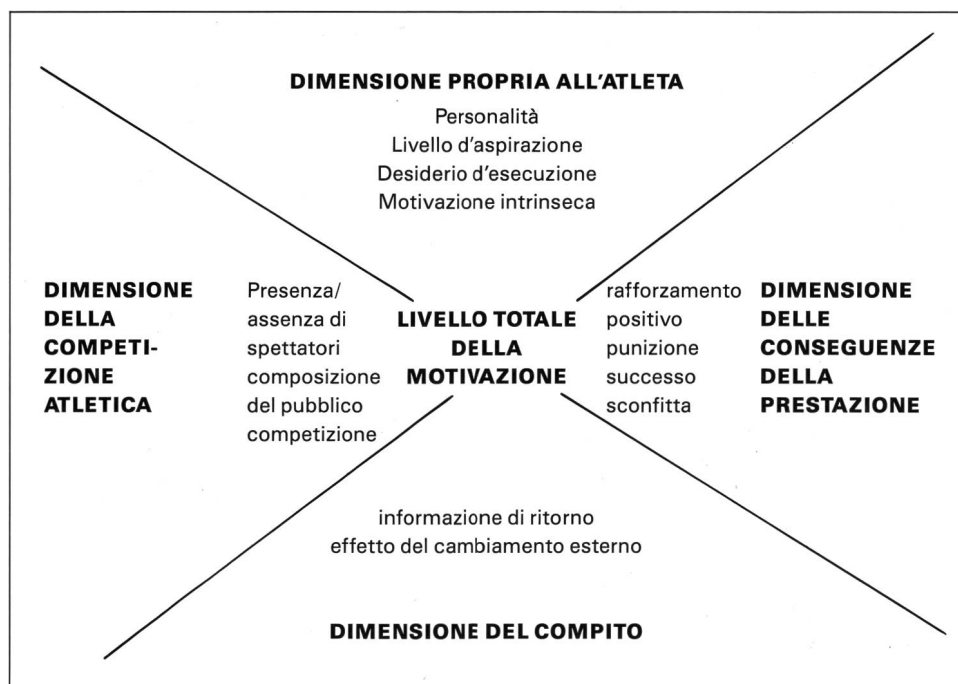 DIMENSIONE PROPRIA ALL'ATLETA
Personalità
Livello d'aspirazione
Desiderio d'esecuzione
Motivazione intrinseca
DIMENSIONE
DELLA
COMPETI-
ZIONE
ATLETICA
Presenza/
assenza di
spettatori
composizione
del pubblico
competizione
LIVELLO TOTALE
DELLA
MOTIVAZIONE
rafforzamento
positivo
punizione
successo
sconfitta
DIMENSIONE
DELLE
CONSEGUENZE
DELLA
PRESTAZIONE
informazione di ritorno
effetto del cambiamento esterno
DIMENSIONE DEL COMPITO